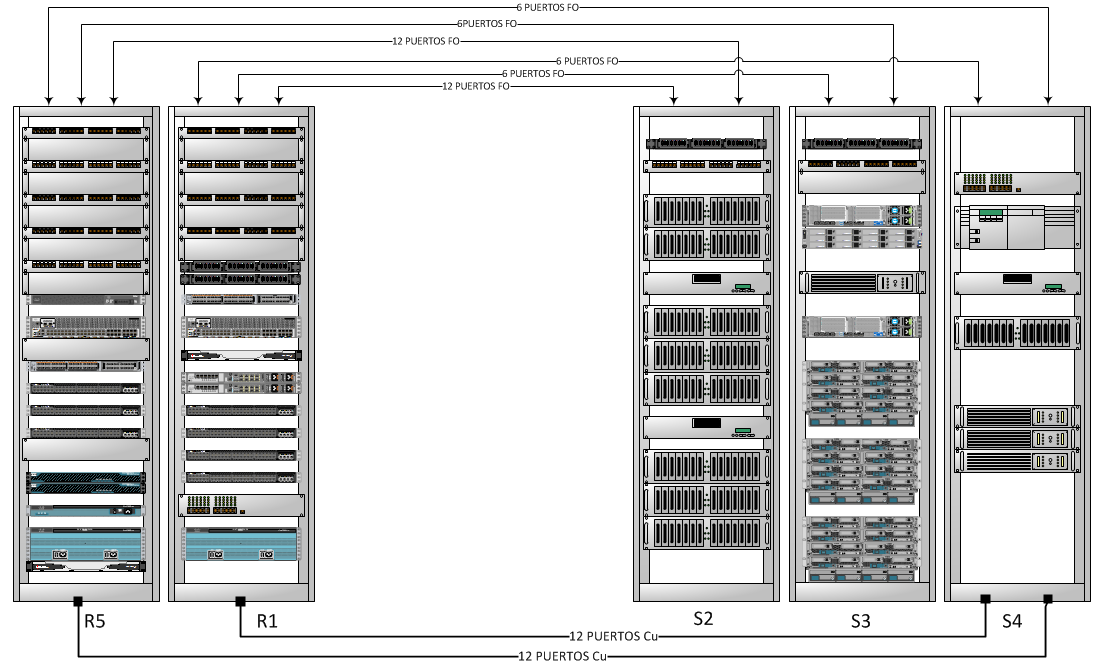 6 PUERTOS FO
6PUERTOS FO
12 PUERTOS FO
6 PUERTOS FO
6 PUERTOS FO
12 PUERTOS FO
R5
R1
S2
S3
S4
12 PUERTOS Cu
12 PUERTOS Cu